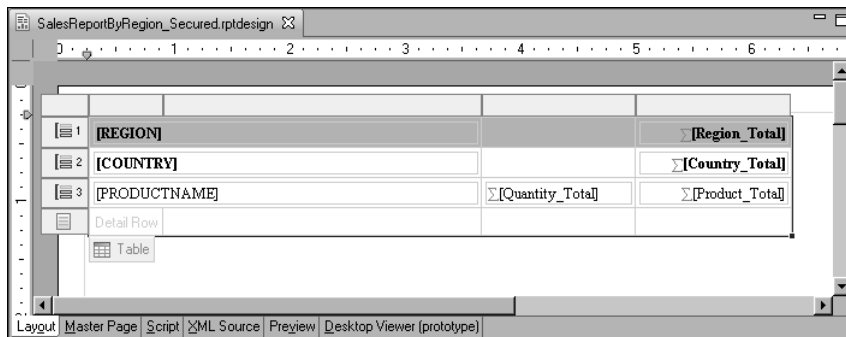 SalesReportByRegion_Secured.rptdesign
0 1 2 3 4 5 6
1 [REGION] Σ[Region_Total]
2 [COUNTRY] Σ[Country_Total]
3 [PRODUCTNAME] Σ[Quantity_Total] Σ[Product_Total]
Detail Row
Table
Layout Master Page Script XML Source Preview Desktop Viewer (prototype)